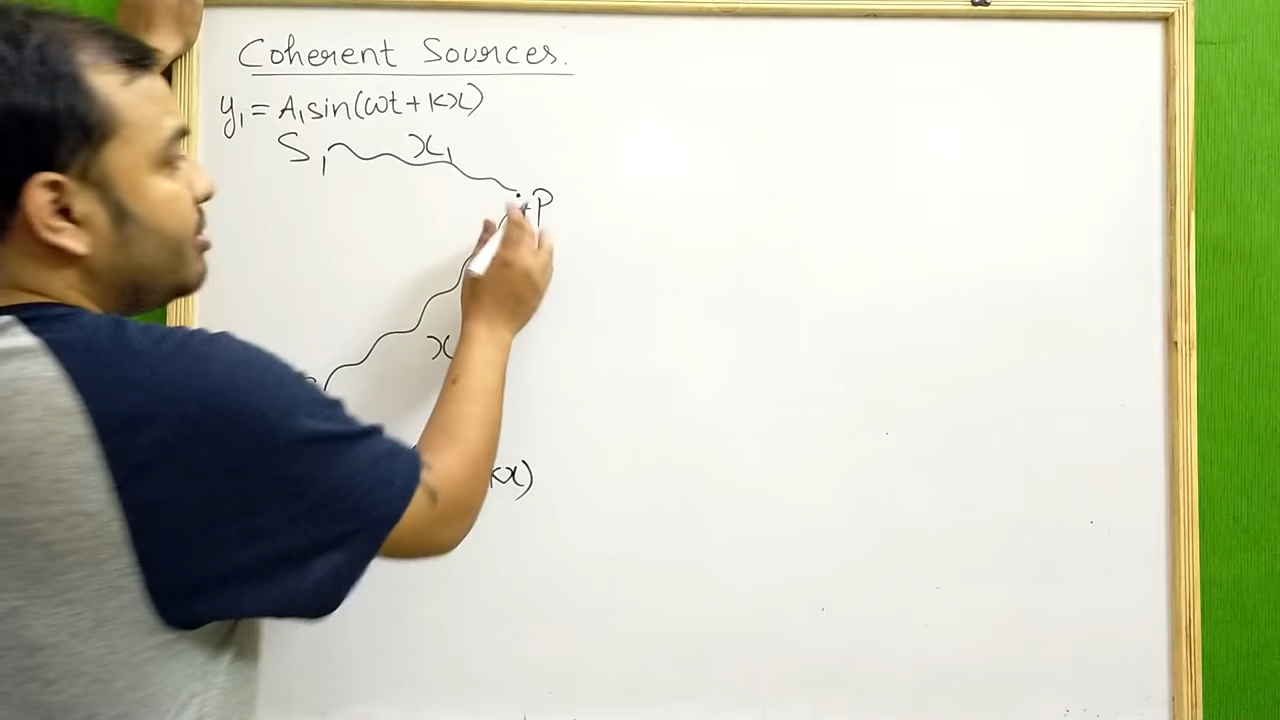 Coherent Sources.
y₁ = A₁sin(ωt + kx)
S₁ x₁
P
x
kx)